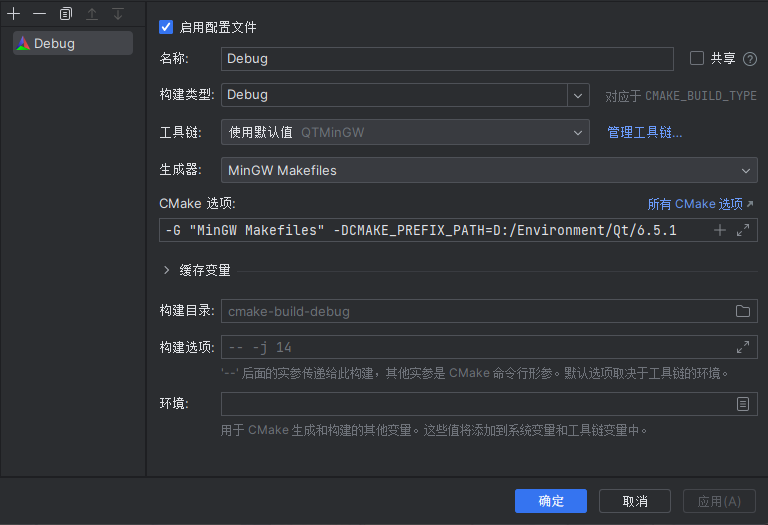 Debug
启用配置文件
名称: Debug 共享
构建类型: Debug 对应于 CMAKE_BUILD_TYPE
工具链: 使用默认值 QTMinGW 管理工具链...
生成器: MinGW Makefiles
CMake 选项: 所有 CMake 选项
-G "MinGW Makefiles" -DCMAKE_PREFIX_PATH=D:/Environment/Qt/6.5.1
缓存变量
构建目录: cmake-build-debug
构建选项: -- -j 14
'--' 后面的实参传递给此构建，其他实参是 CMake 命令行形参。默认选项取决于工具链的环境。
环境:
用于 CMake 生成和构建的其他变量。这些值将添加到系统变量和工具链变量中。
确定 取消 应用(A)